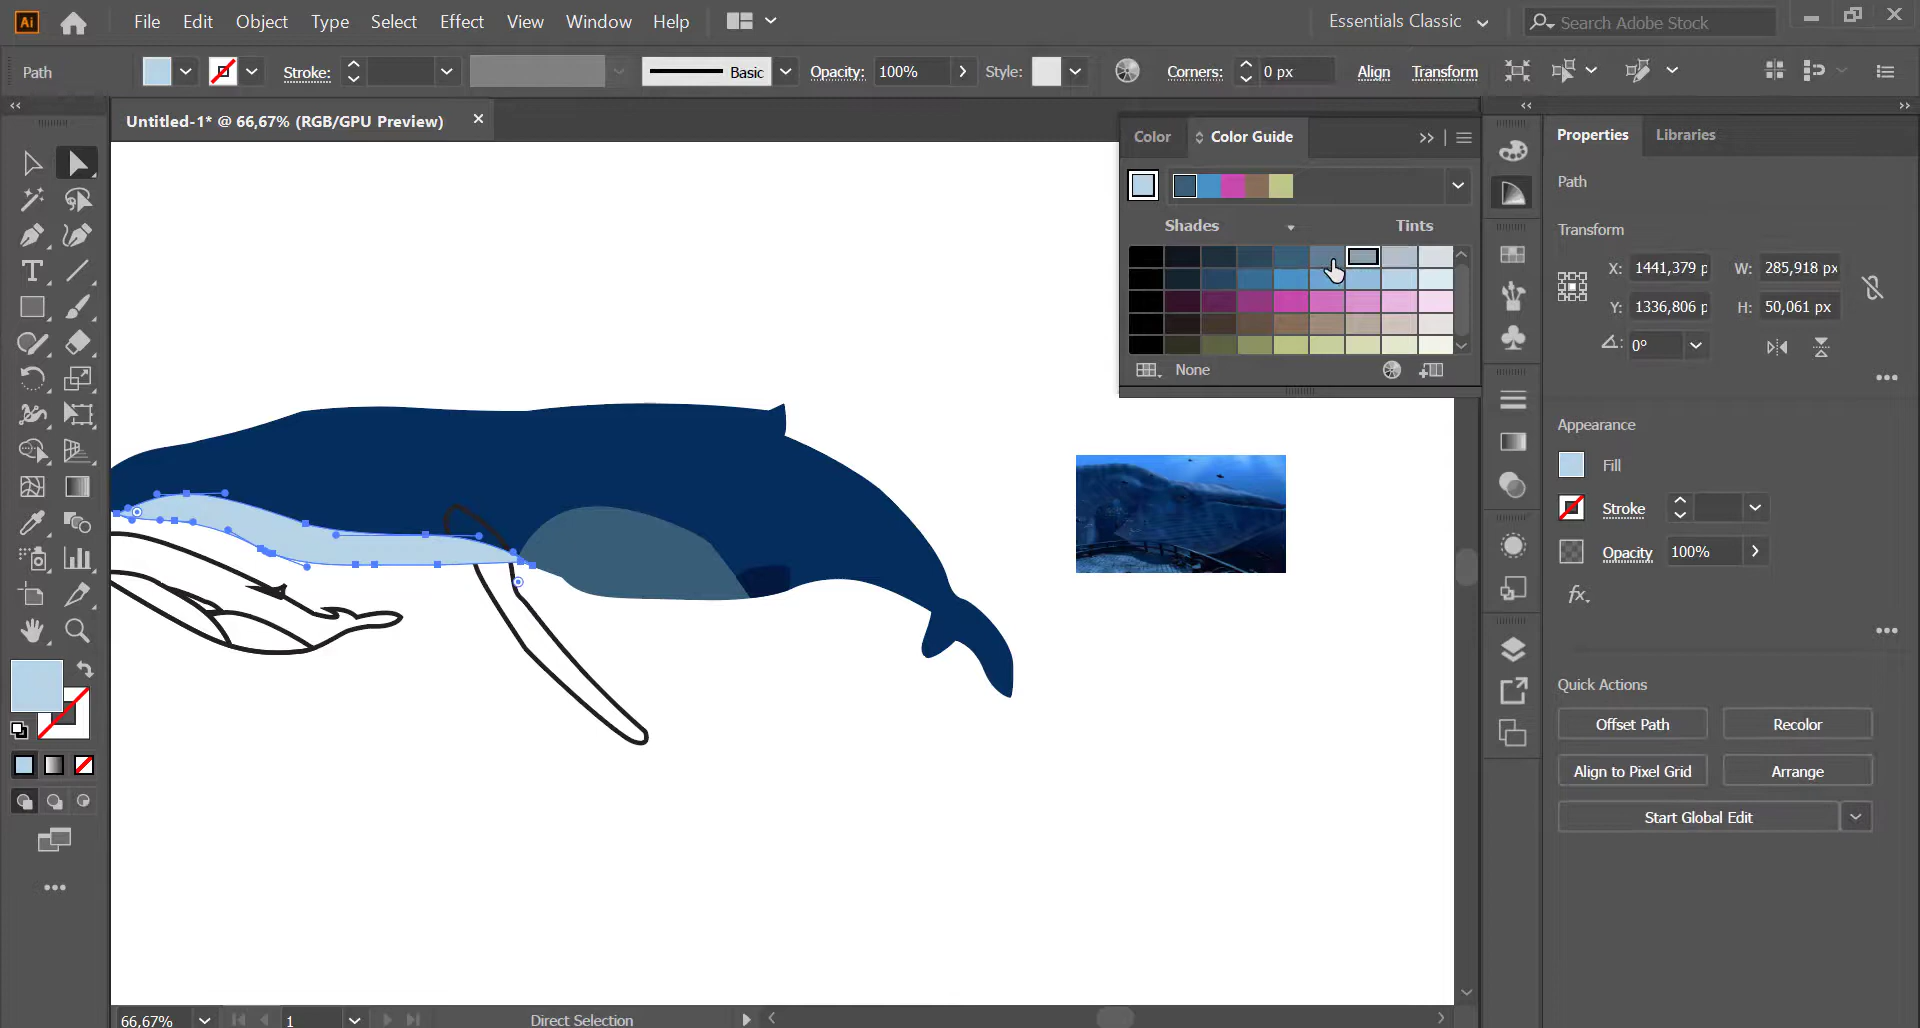 Ai File Edit Object Type Select Effect View Window Help Essentials Classic Search Adobe Stock
Path Stroke: Basic Opacity: 100% Style: Corners: 0 px Align Transform
Untitled-1* @ 66,67% (RGB/GPU Preview)
Color Color Guide
Shades Tints
None
Properties Libraries
Path
Transform
X: 1441,379 p W: 285,918 px
Y: 1336,806 p H: 50,061 px
0°
Appearance
Fill
Stroke
Opacity 100%
fx.
Quick Actions
Offset Path Recolor
Align to Pixel Grid Arrange
Start Global Edit
66,67% 1 Direct Selection